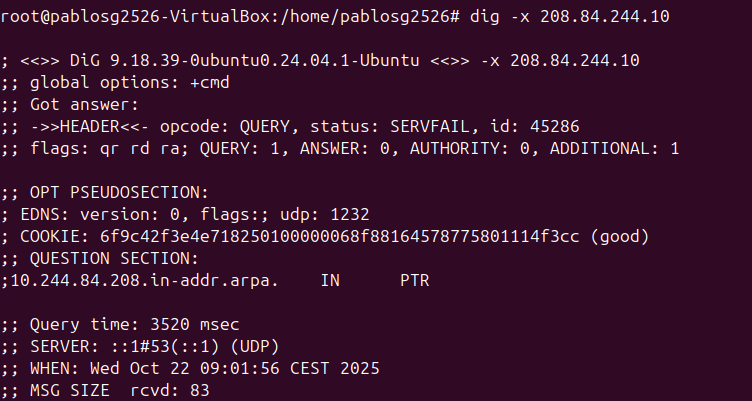 root@pablosg2526-VirtualBox:/home/pablosg2526# dig -x 208.84.244.10
; <<>> DiG 9.18.39-0ubuntu0.24.04.1-Ubuntu <<>> -x 208.84.244.10
;; global options: +cmd
;; Got answer:
;; ->>HEADER<<- opcode: QUERY, status: SERVFAIL, id: 45286
;; flags: qr rd ra; QUERY: 1, ANSWER: 0, AUTHORITY: 0, ADDITIONAL: 1
;; OPT PSEUDOSECTION:
; EDNS: version: 0, flags:; udp: 1232
; COOKIE: 6f9c42f3e4e718250100000068f88164578775801114f3cc (good)
;; QUESTION SECTION:
;10.244.84.208.in-addr.arpa. IN PTR
;; Query time: 3520 msec
;; SERVER: ::1#53(::1) (UDP)
;; WHEN: Wed Oct 22 09:01:56 CEST 2025
;; MSG SIZE rcvd: 83